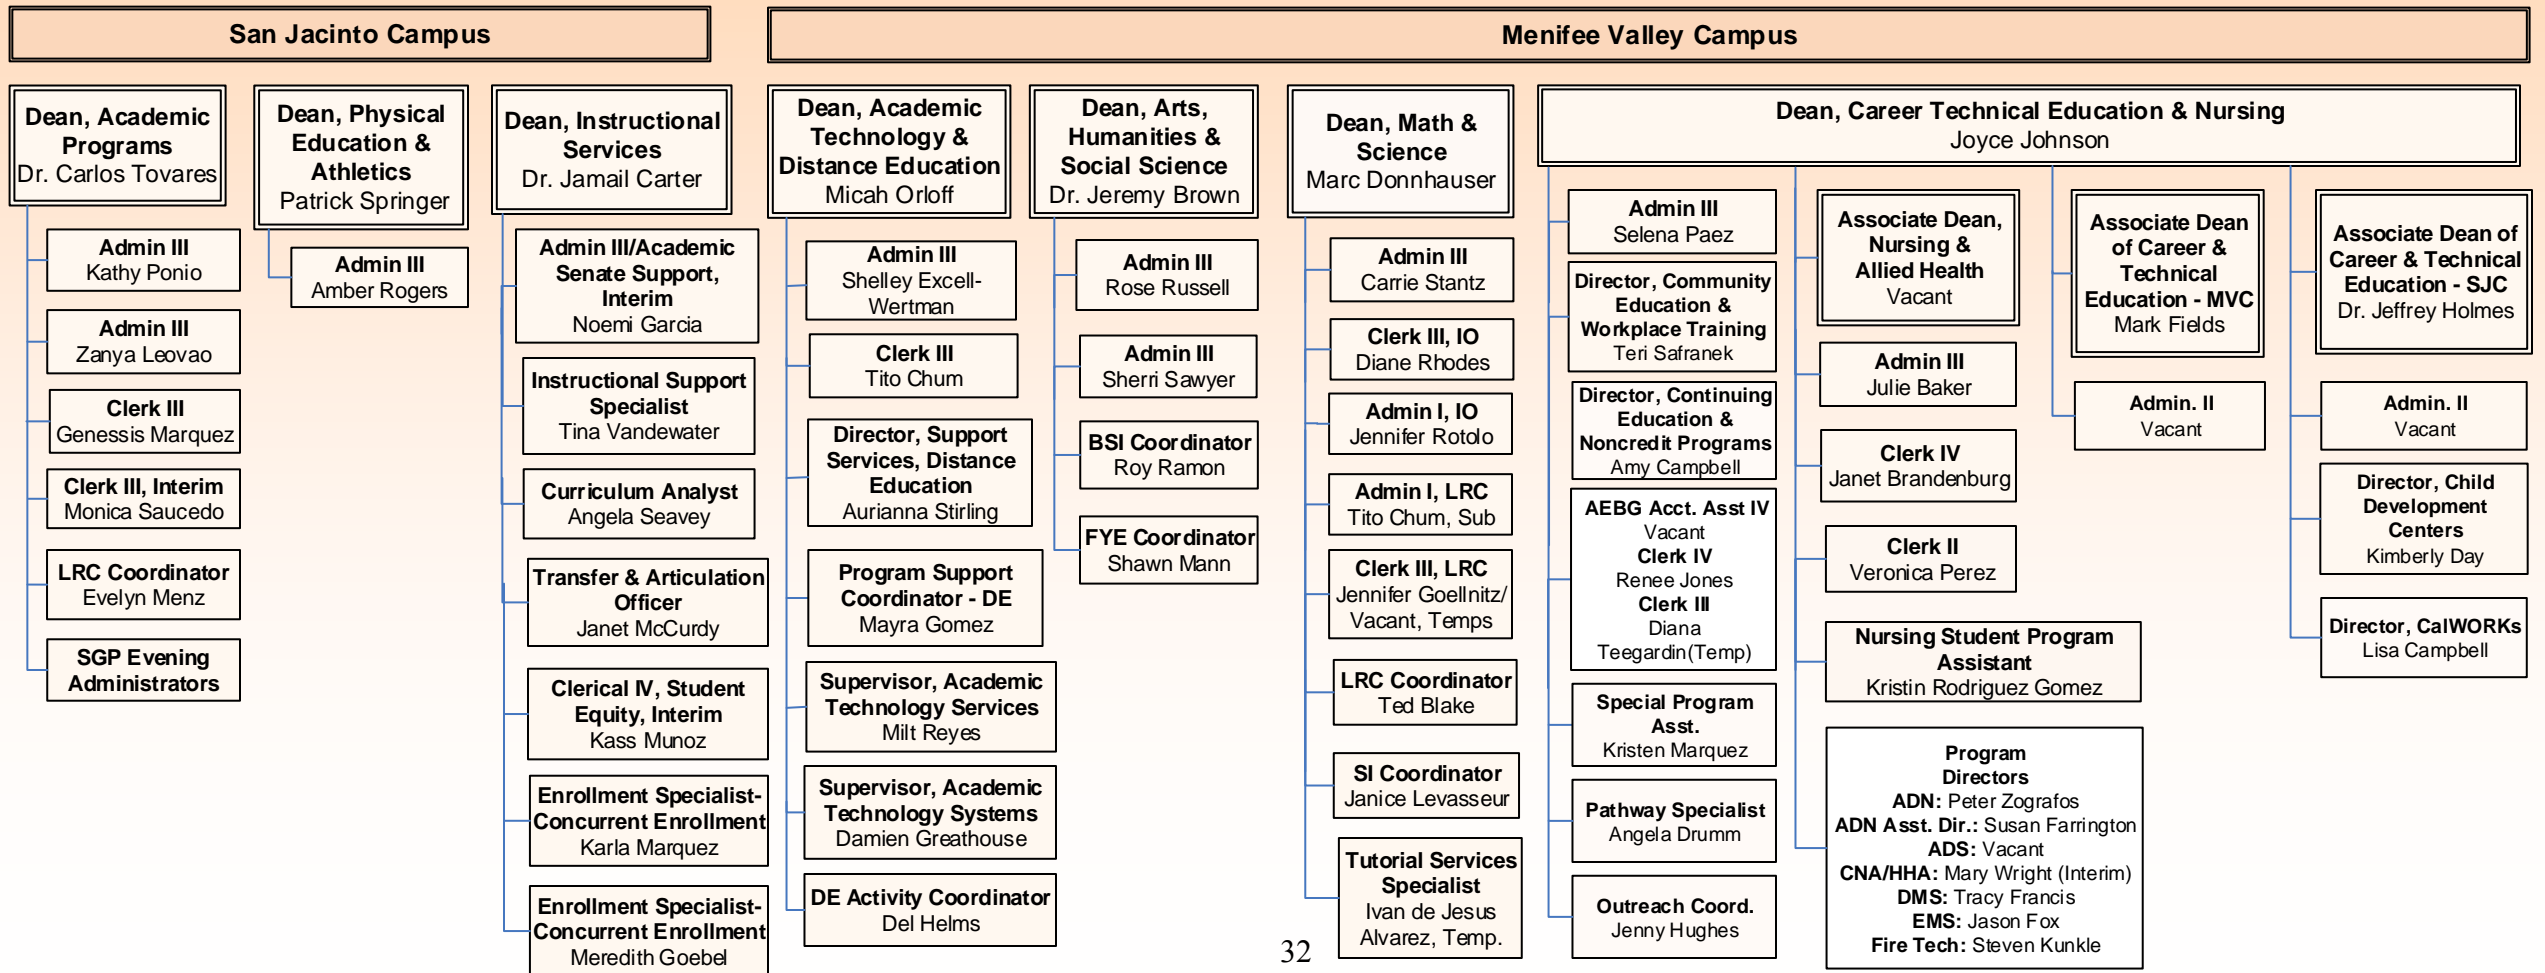 San Jacinto Campus
Menifee Valley Campus
Dean, Academic
Programs
Dr. Carlos Tovares
Admin III
Kathy Ponio
Admin III
Zanya Leovao
Clerk III
Genessis Marquez
Clerk III, Interim
Monica Saucedo
LRC Coordinator
Evelyn Menz
SGP Evening
Administrators
Dean, Physical
Education &
Athletics
Patrick Springer
Admin III
Amber Rogers
Dean, Instructional
Services
Dr. Jamail Carter
Admin III/Academic
Senate Support,
Interim
Noemi Garcia
Instructional Support
Specialist
Tina Vandewater
Curriculum Analyst
Angela Seavey
Transfer & Articulation
Officer
Janet McCurdy
Clerical IV, Student
Equity, Interim
Kass Munoz
Enrollment Specialist-
Concurrent Enrollment
Karla Marquez
Enrollment Specialist-
Concurrent Enrollment
Meredith Goebel
Dean, Academic
Technology &
Distance Education
Micah Orloff
Admin III
Shelley Excell-
Wertman
Clerk III
Tito Chum
Director, Support
Services, Distance
Education
Aurianna Stirling
Program Support
Coordinator - DE
Mayra Gomez
Supervisor, Academic
Technology Services
Milt Reyes
Supervisor, Academic
Technology Systems
Damien Greathouse
DE Activity Coordinator
Del Helms
Dean, Arts,
Humanities &
Social Science
Dr. Jeremy Brown
Admin III
Rose Russell
Admin III
Sherri Sawyer
BSI Coordinator
Roy Ramon
FYE Coordinator
Shawn Mann
Dean, Math &
Science
Marc Donnhauser
Admin III
Carrie Stantz
Clerk III, IO
Diane Rhodes
Admin I, IO
Jennifer Rotolo
Admin I, LRC
Tito Chum, Sub
Clerk III, LRC
Jennifer Goellnitz/
Vacant, Temps
LRC Coordinator
Ted Blake
SI Coordinator
Janice Levasseur
Tutorial Services
Specialist
Ivan de Jesus
Alvarez, Temp.
Dean, Career Technical Education & Nursing
Joyce Johnson
Admin III
Selena Paez
Director, Community
Education &
Workplace Training
Teri Safranek
Director, Continuing
Education &
Noncredit Programs
Amy Campbell
AEBG Acct. Asst IV
Vacant
Clerk IV
Renee Jones
Clerk III
Diana
Teegardin(Temp)
Special Program
Asst.
Kristen Marquez
Pathway Specialist
Angela Drumm
Outreach Coord.
Jenny Hughes
Associate Dean,
Nursing &
Allied Health
Vacant
Admin III
Julie Baker
Clerk IV
Janet Brandenburg
Clerk II
Veronica Perez
Nursing Student Program
Assistant
Kristin Rodriguez Gomez
Program
Directors
ADN: Peter Zografos
ADN Asst. Dir.: Susan Farrington
ADS: Vacant
CNA/HHA: Mary Wright (Interim)
DMS: Tracy Francis
EMS: Jason Fox
Fire Tech: Steven Kunkle
Associate Dean
of Career &
Technical
Education - MVC
Mark Fields
Admin. II
Vacant
Associate Dean of
Career & Technical
Education - SJC
Dr. Jeffrey Holmes
Admin. II
Vacant
Director, Child
Development
Centers
Kimberly Day
Director, CalWORKs
Lisa Campbell
32